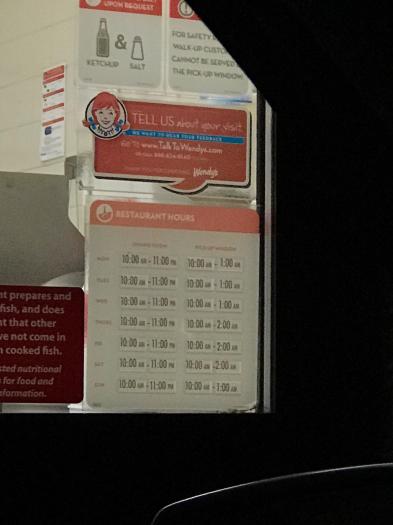 UPON REQUEST
KETCHUP & SALT
FOR SAFETY
WALK-UP CUSTO
CANNOT BE SERVED
THE PICK-UP WINDOW
TELL US about your visit.
WE WANT TO HEAR YOUR FEEDBACK
Go To www.TalkToWendys.com
Wendy's
RESTAURANT HOURS
DINING ROOM PICK-UP WINDOW
MON 10:00 AM - 11:00 PM 10:00 AM - 1:00 AM
TUES 10:00 AM - 11:00 PM 10:00 AM - 1:00 AM
WED 10:00 AM - 11:00 PM 10:00 AM - 1:00 AM
THURS 10:00 AM - 11:00 PM 10:00 AM - 2:00 AM
FRI 10:00 AM - 11:00 PM 10:00 AM - 2:00 AM
SAT 10:00 AM - 11:00 PM 10:00 AM - 2:00 AM
SUN 10:00 AM - 11:00 PM 10:00 AM - 1:00 AM
nt prepares and
fish, and does
nt that other
ve not come in
h cooked fish.
sted nutritional
s for food and
formation.